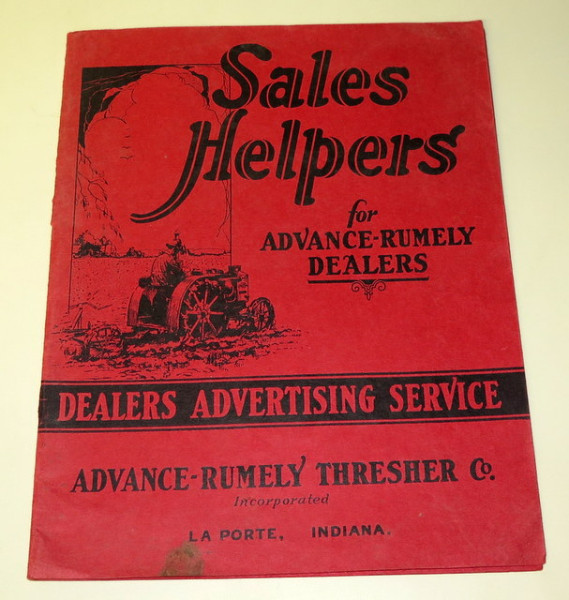 Sales
Helpers
for
ADVANCE-RUMELY
DEALERS
DEALERS ADVERTISING SERVICE
ADVANCE-RUMELY THRESHER Co.
Incorporated
LA PORTE, INDIANA.